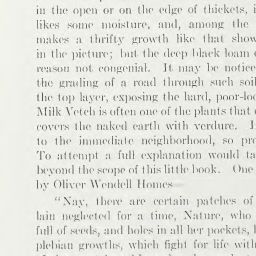 in the open or on the edge of thickets, i
likes some moisture, and, among the
makes a thrifty growth like that show
in the picture; but the deep black loam o
reason not congenial. It may be notice
the grading of a road through such soil
the top layer, exposing the hard, poor-loo
Milk Vetch is often one of the plants that
covers the naked earth with verdure. I
to the immediate neighborhood, so pro
To attempt a full explanation would ta
beyond the scope of this little book. One
by Oliver Wendell Homes
“Nay, there are certain patches of
lain neglected for a time, Nature, who
full of seeds, and holes in all her pockets,
plebian growths, which fight for life with